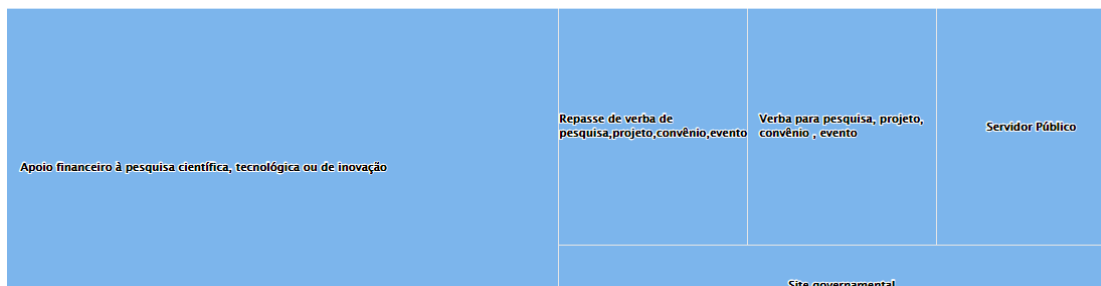 Repasse de verba de
pesquisa,projeto,convênio,evento
Verba para pesquisa, projeto,
convênio , evento
Servidor Público
Apoio financeiro à pesquisa científica, tecnológica ou de inovação
Site governamental